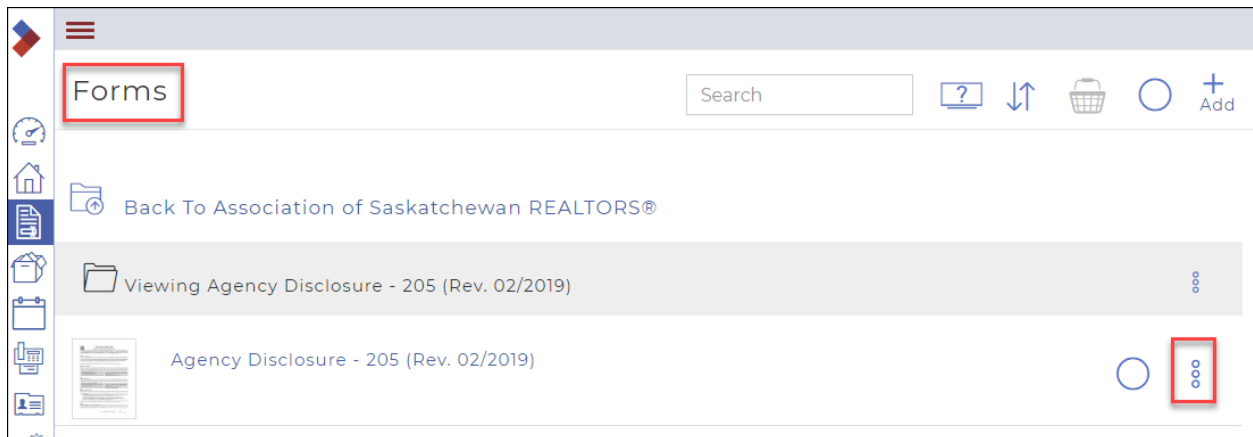 Forms
Search
?
Add
Back To Association of Saskatchewan REALTORS®
Viewing Agency Disclosure - 205 (Rev. 02/2019)
Agency Disclosure - 205 (Rev. 02/2019)